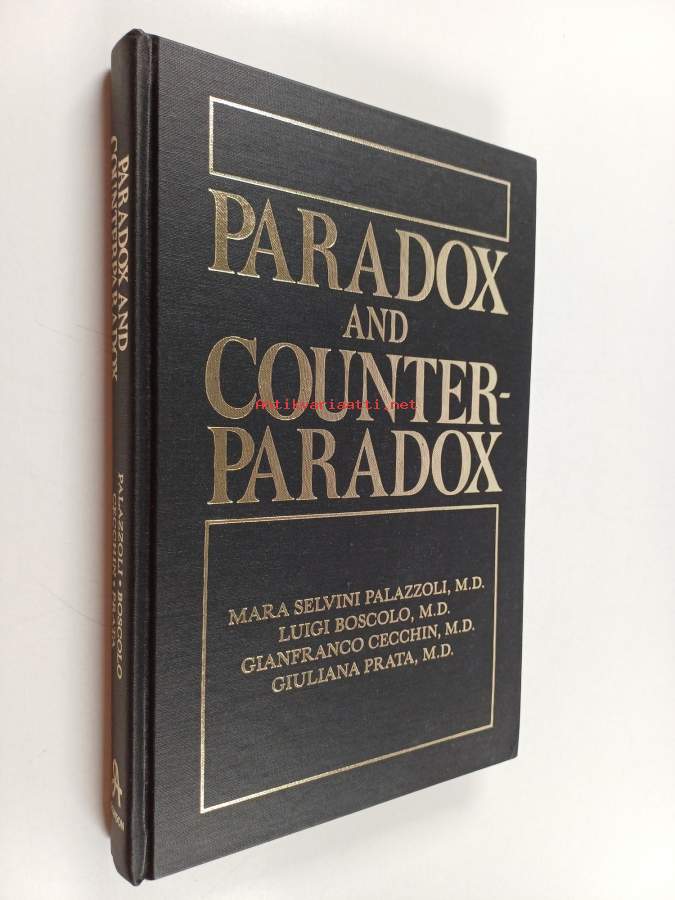 PARADOX
AND
COUNTER-
Antikvariaatti.net
PARADOX
MARA SELVINI PALAZZOLI, M.D.
LUIGI BOSCOLO, M.D.
GIANFRANCO CECCHIN, M.D.
GIULIANA PRATA, M.D.
PARADOX AND
COUNTERPARADOX
PALAZZOLI • BOSCOLO
CECCHIN • PRATA